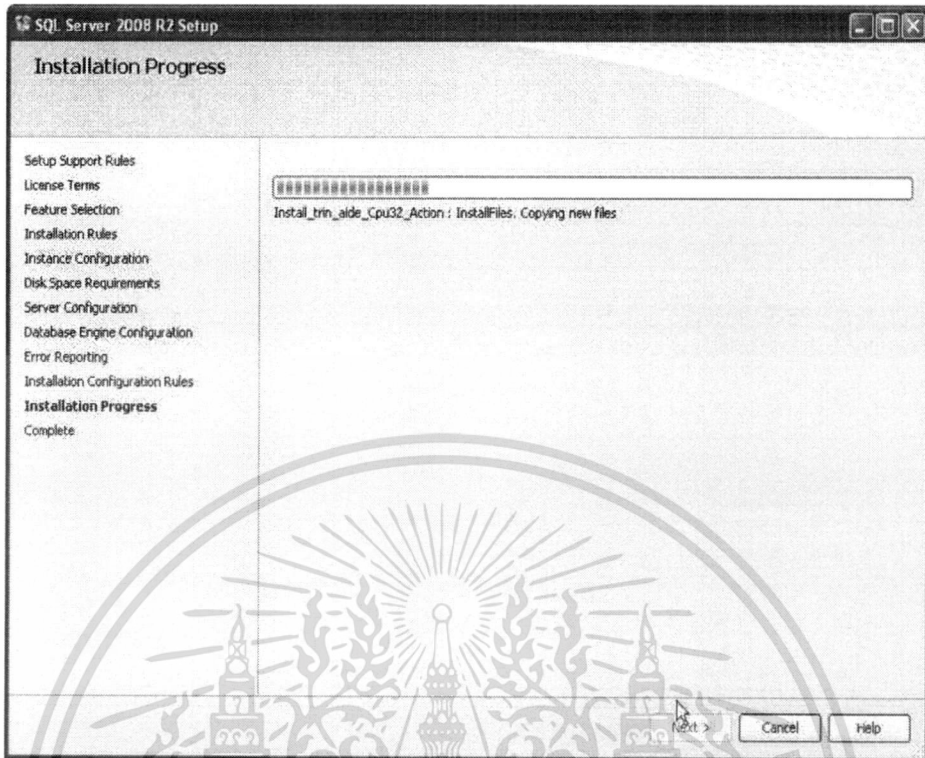 SQL Server 2008 R2 Setup
Installation Progress
Setup Support Rules
License Terms
Feature Selection
Installation Rules
Instance Configuration
Disk Space Requirements
Server Configuration
Database Engine Configuration
Error Reporting
Installation Configuration Rules
Installation Progress
Complete
Install_trin_aide_Cpu32_Action : InstallFiles. Copying new files
Next >
Cancel
Help